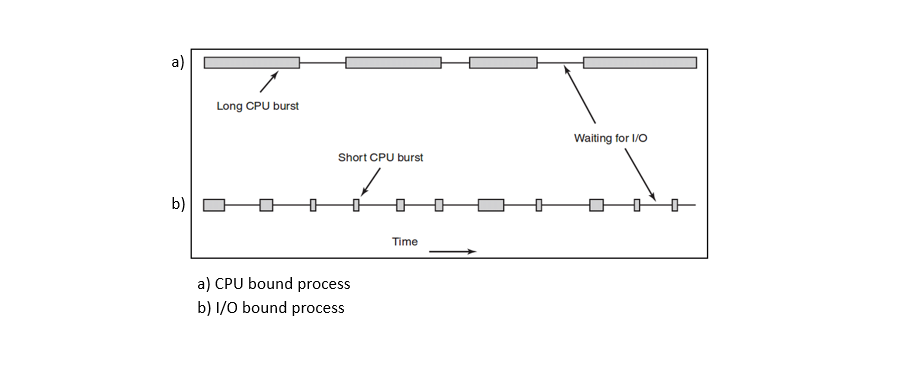 a)
Long CPU burst
Waiting for I/O
Short CPU burst
b)
Time
a) CPU bound process
b) I/O bound process